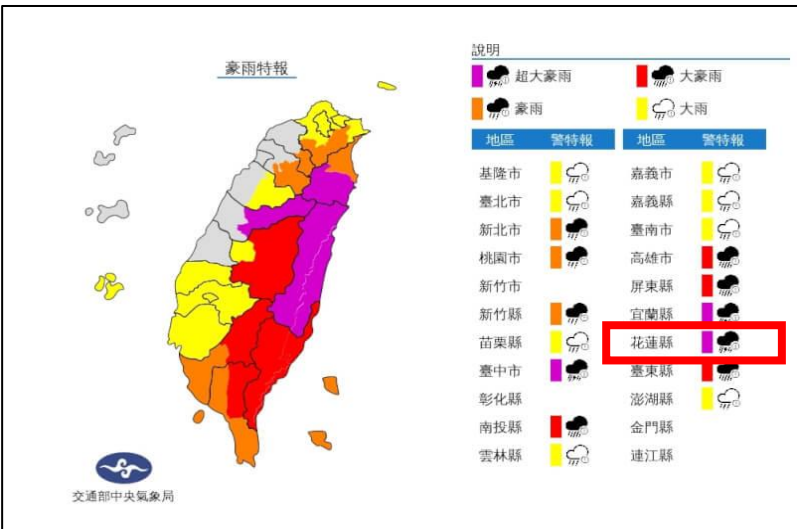 豪雨特報
說明
超大豪雨 大豪雨
豪雨 大雨
地區 警特報 地區 警特報
基隆市 嘉義市
臺北市 嘉義縣
新北市 臺南市
桃園市 高雄市
新竹市 屏東縣
新竹縣 宜蘭縣
苗栗縣 花蓮縣
臺中市 臺東縣
彰化縣 澎湖縣
南投縣 金門縣
雲林縣 連江縣
交通部中央氣象局